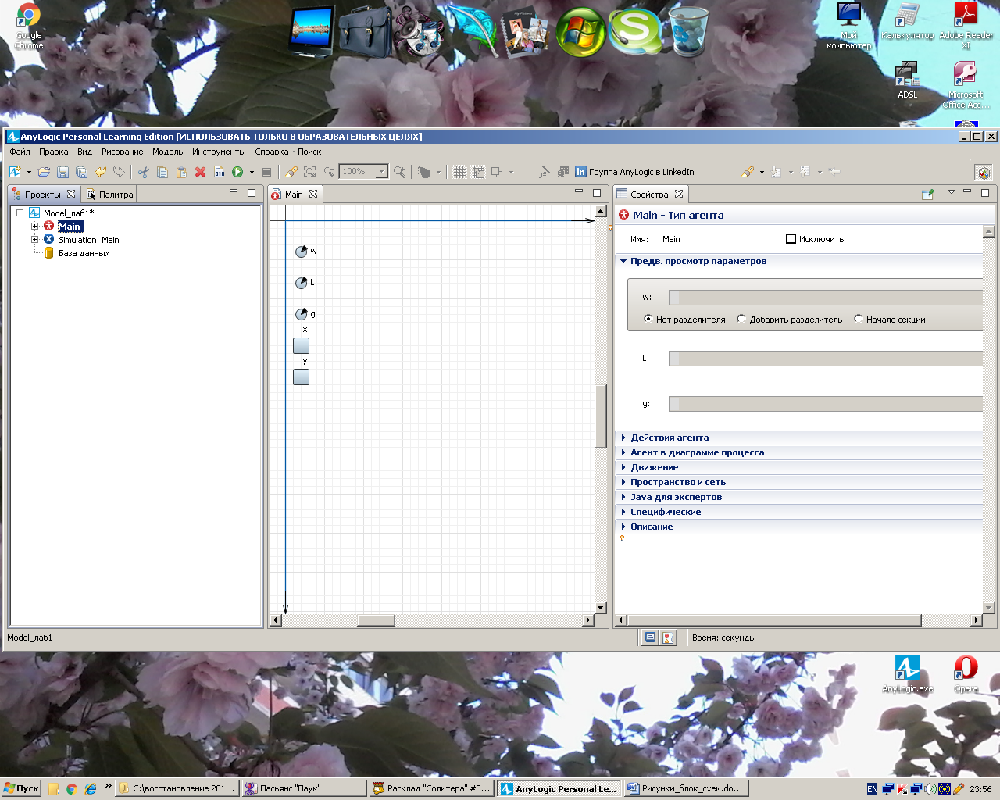 Google Chrome
My Pictures
Мой компьютер
Калькулятор
Adobe Reader XI
ADSL
Microsoft Office Acc...
AnyLogic Personal Learning Edition [ИСПОЛЬЗОВАТЬ ТОЛЬКО В ОБРАЗОВАТЕЛЬНЫХ ЦЕЛЯХ]
Файл Правка Вид Рисование Модель Инструменты Справка Поиск
100% Группа AnyLogic в LinkedIn
Проекты Палитра
Model_лаб1*
Main
Simulation: Main
База данных
Main
w
L
g
x
y
Свойства
Main - Тип агента
Имя: Main Исключить
Предв. просмотр параметров
w:
Нет разделителя Добавить разделитель Начало секции
L:
g:
Действия агента
Агент в диаграмме процесса
Движение
Пространство и сеть
Java для экспертов
Специфические
Описание
Model_лаб1 Время: секунды
AnyLogic.exe
Opera
Пуск » C:\восстановление 201... Пасьянс "Паук" Расклад "Солитера" #3... AnyLogic Personal Le... Рисунки_блок_схем.do... EN 23:56